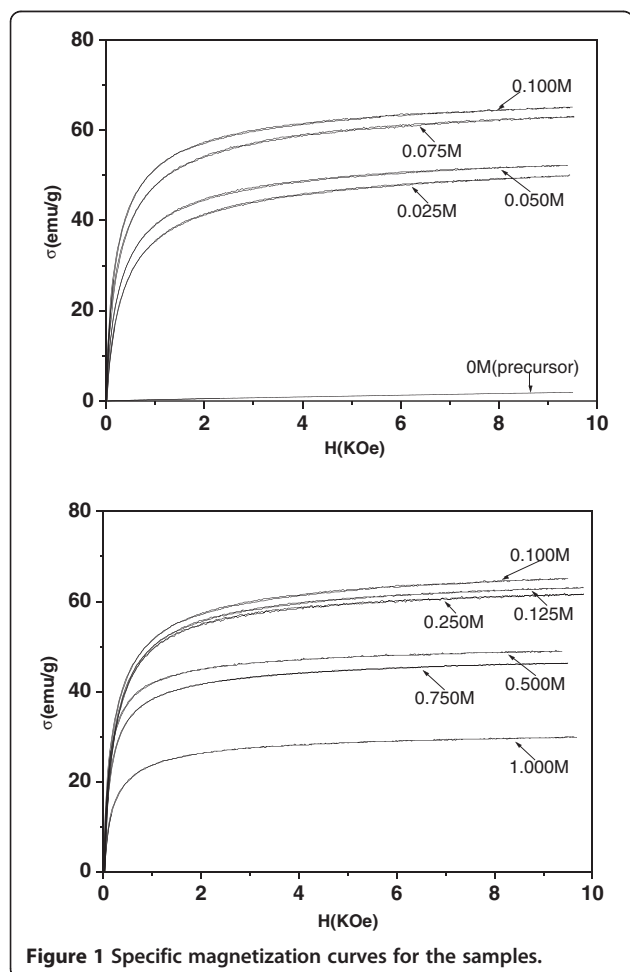 80
0.100M
60
0.075M
0.050M
40
0.025M
σ(emu/g)
20
0M(precursor)
0
0 2 4 6 8 10
H(KOe)
80
0.100M
60
0.125M
0.250M
0.500M
40
0.750M
σ(emu/g)
1.000M
20
0
0 2 4 6 8 10
H(KOe)
Figure 1 Specific magnetization curves for the samples.